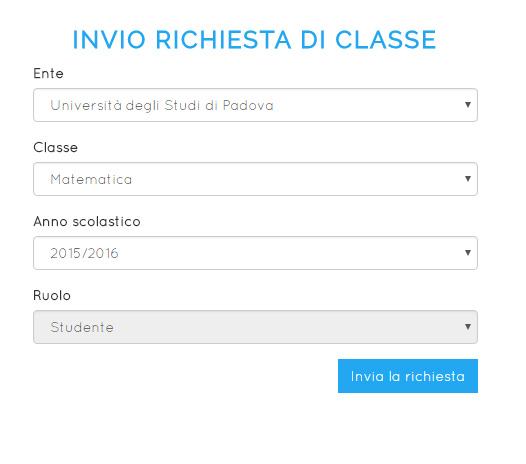 INVIO RICHIESTA DI CLASSE
Ente
Università degli Studi di Padova
Classe
Matematica
Anno scolastico
2015/2016
Ruolo
Studente
Invia la richiesta